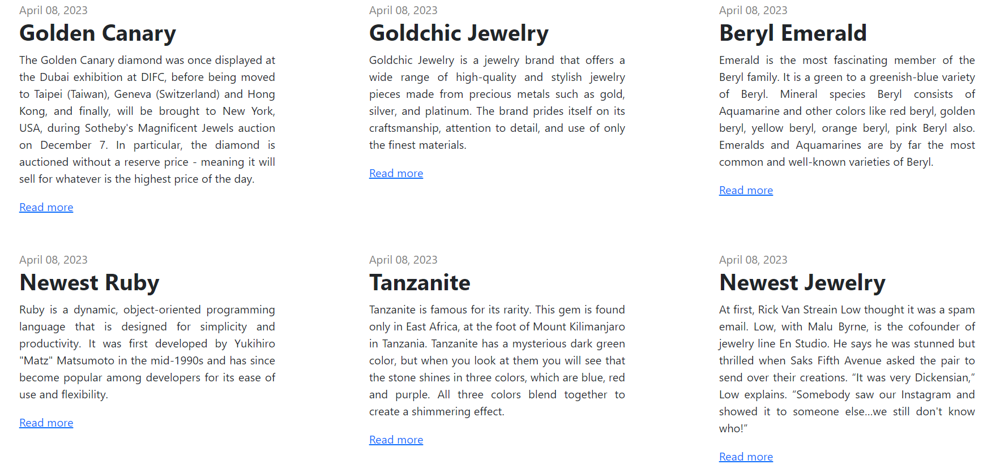 April 08, 2023
Golden Canary
The Golden Canary diamond was once displayed at
the Dubai exhibition at DIFC, before being moved
to Taipei (Taiwan), Geneva (Switzerland) and Hong
Kong, and finally, will be brought to New York,
USA, during Sotheby's Magnificent Jewels auction
on December 7. In particular, the diamond is
auctioned without a reserve price - meaning it will
sell for whatever is the highest price of the day.
Read more
April 08, 2023
Goldchic Jewelry
Goldchic Jewelry is a jewelry brand that offers a
wide range of high-quality and stylish jewelry
pieces made from precious metals such as gold,
silver, and platinum. The brand prides itself on its
craftsmanship, attention to detail, and use of only
the finest materials.
Read more
April 08, 2023
Beryl Emerald
Emerald is the most fascinating member of the
Beryl family. It is a green to a greenish-blue variety
of Beryl. Mineral species Beryl consists of
Aquamarine and other colors like red beryl, golden
beryl, yellow beryl, orange beryl, pink Beryl also.
Emeralds and Aquamarines are by far the most
common and well-known varieties of Beryl.
Read more
April 08, 2023
Newest Ruby
Ruby is a dynamic, object-oriented programming
language that is designed for simplicity and
productivity. It was first developed by Yukihiro
"Matz" Matsumoto in the mid-1990s and has since
become popular among developers for its ease of
use and flexibility.
Read more
April 08, 2023
Tanzanite
Tanzanite is famous for its rarity. This gem is found
only in East Africa, at the foot of Mount Kilimanjaro
in Tanzania. Tanzanite has a mysterious dark green
color, but when you look at them you will see that
the stone shines in three colors, which are blue, red
and purple. All three colors blend together to
create a shimmering effect.
Read more
April 08, 2023
Newest Jewelry
At first, Rick Van Streain Low thought it was a spam
email. Low, with Malu Byrne, is the cofounder of
jewelry line En Studio. He says he was stunned but
thrilled when Saks Fifth Avenue asked the pair to
send over their creations. “It was very Dickensian,”
Low explains. “Somebody saw our Instagram and
showed it to someone else…we still don't know
who!”
Read more